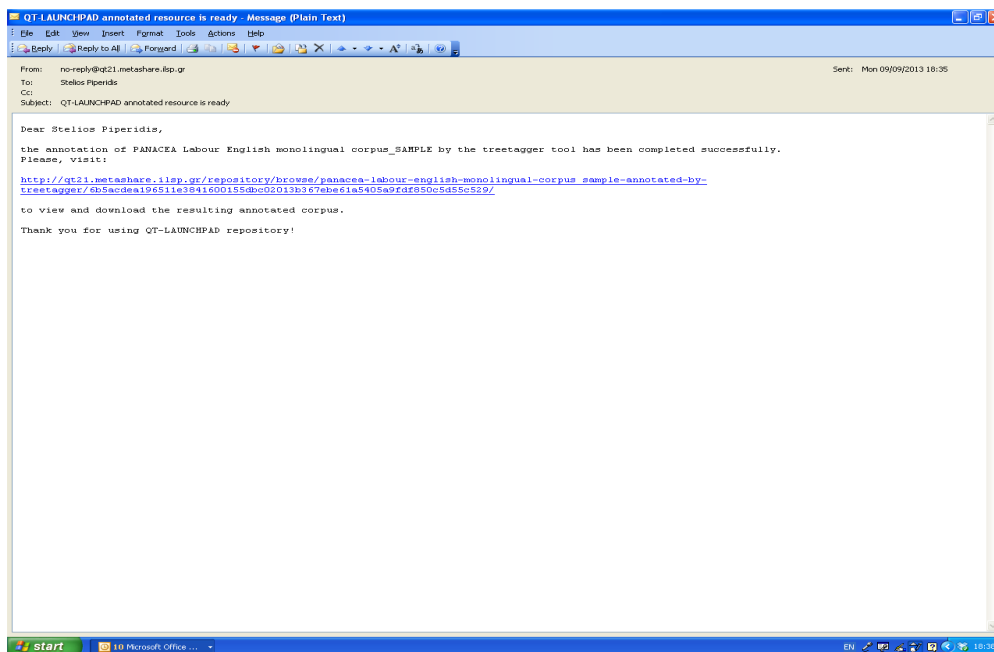 QT-LAUNCHPAD annotated resource is ready - Message (Plain Text)
File Edit View Insert Format Tools Actions Help
Reply Reply to All Forward
From: no-reply@qt21.metashare.ilsp.gr Sent: Mon 09/09/2013 18:35
To: Stelios Piperidis
Cc:
Subject: QT-LAUNCHPAD annotated resource is ready
Dear Stelios Piperidis,
the annotation of PANACEA Labour English monolingual corpus_SAMPLE by the treetagger tool has been completed successfully.
Please, visit:
http://qt21.metashare.ilsp.gr/repository/browse/panacea-labour-english-monolingual-corpus_sample-annotated-by-
treetagger/6b5acdea196511e3841600155dbc02013b367ebe61a5405a9fdf850c5d55c529/
to view and download the resulting annotated corpus.
Thank you for using QT-LAUNCHPAD repository!
start 10 Microsoft Office ... EN 18:36